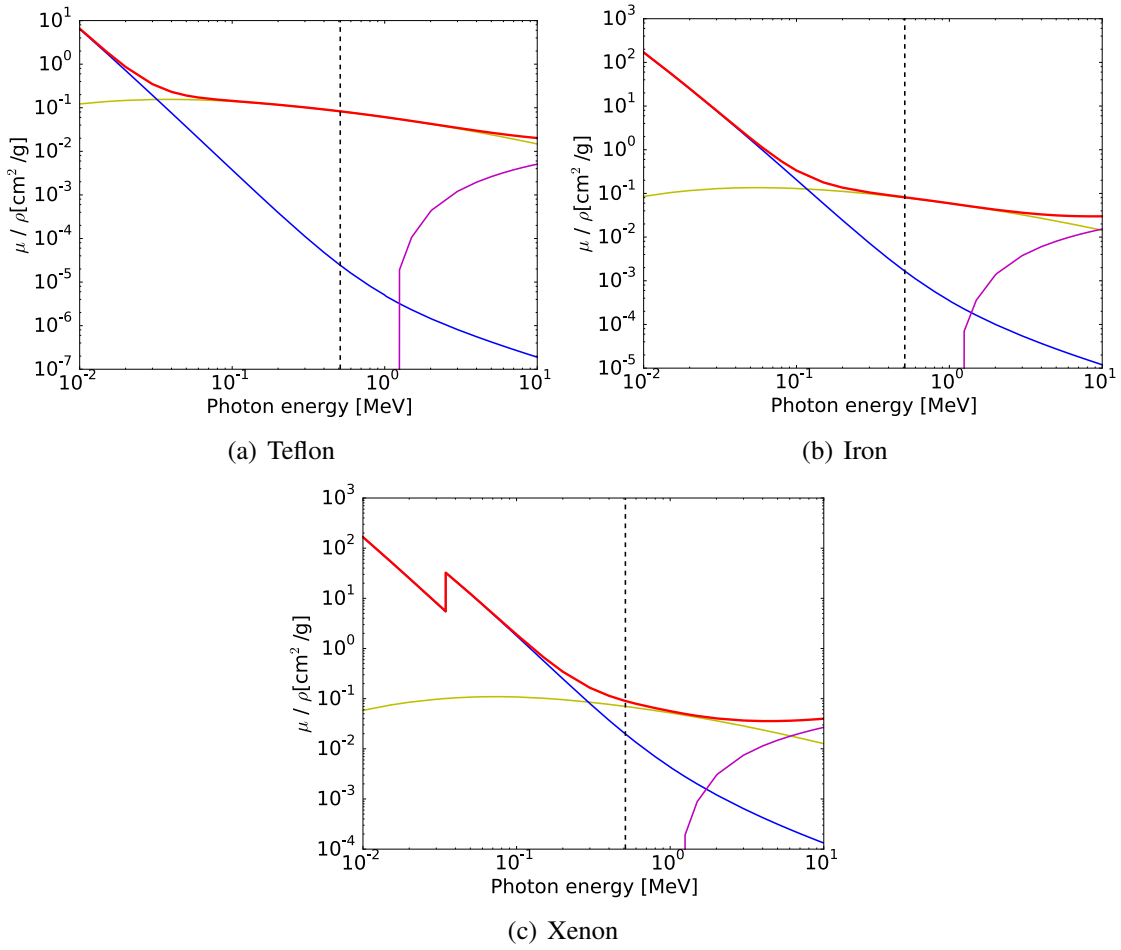 10^1
10^0
10^-1
10^-2
10^-3
10^-4
10^-5
10^-6
10^-7
μ / ρ[cm^2 /g]
10^-2 10^-1 10^0 10^1
Photon energy [MeV]
(a) Teflon
10^3
10^2
10^1
10^0
10^-1
10^-2
10^-3
10^-4
10^-5
μ / ρ[cm^2 /g]
10^-2 10^-1 10^0 10^1
Photon energy [MeV]
(b) Iron
10^3
10^2
10^1
10^0
10^-1
10^-2
10^-3
10^-4
μ / ρ[cm^2 /g]
10^-2 10^-1 10^0 10^1
Photon energy [MeV]
(c) Xenon